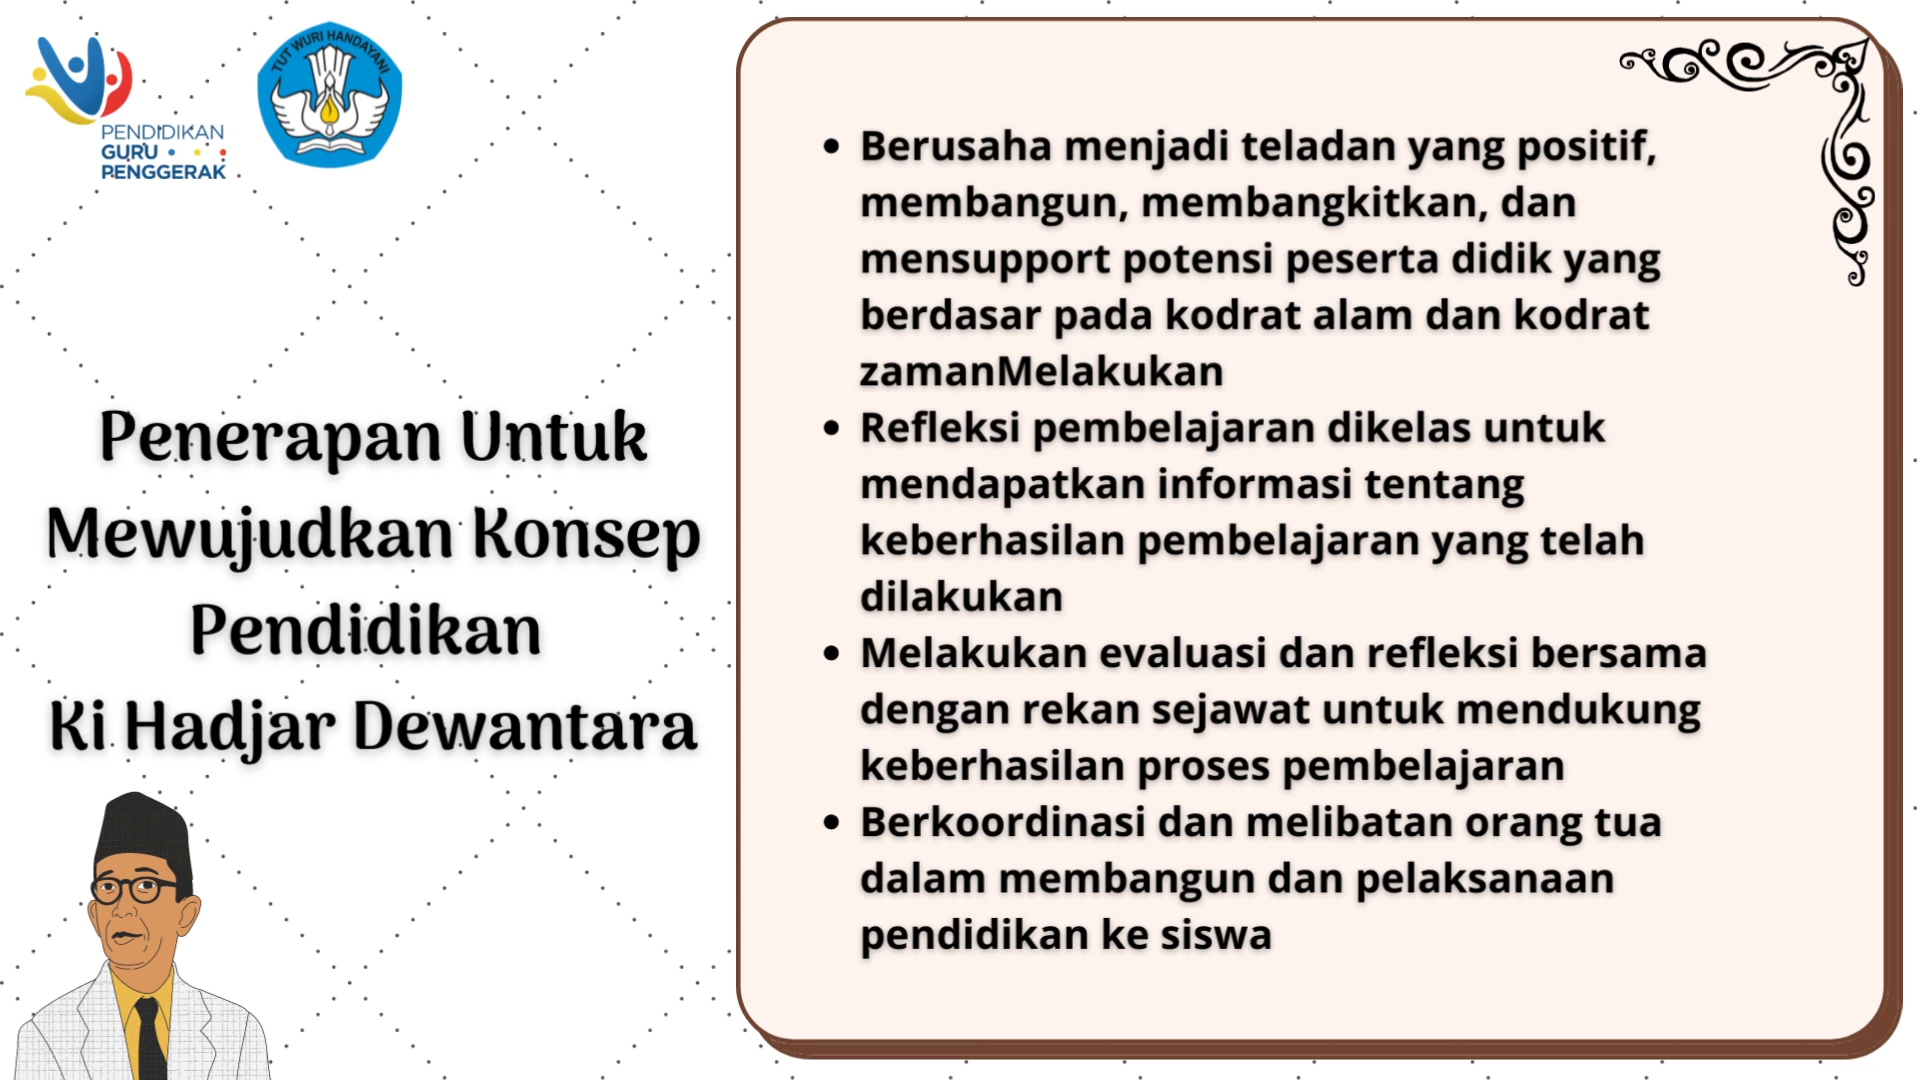 PENDIDIKAN
GURU
PENGGERAK
TUT WURI HANDAYANI
Penerapan Untuk
Mewujudkan Konsep
Pendidikan
Ki Hadjar Dewantara
• Berusaha menjadi teladan yang positif,
membangun, membangkitkan, dan
mensupport potensi peserta didik yang
berdasar pada kodrat alam dan kodrat
zamanMelakukan
• Refleksi pembelajaran dikelas untuk
mendapatkan informasi tentang
keberhasilan pembelajaran yang telah
dilakukan
• Melakukan evaluasi dan refleksi bersama
dengan rekan sejawat untuk mendukung
keberhasilan proses pembelajaran
• Berkoordinasi dan melibatan orang tua
dalam membangun dan pelaksanaan
pendidikan ke siswa